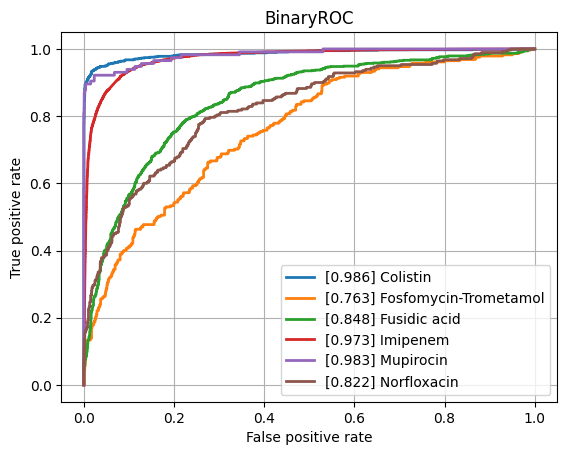 BinaryROC
True positive rate
1.0
0.8
0.6
0.4
0.2
0.0
[0.986] Colistin
[0.763] Fosfomycin-Trometamol
[0.848] Fusidic acid
[0.973] Imipenem
[0.983] Mupirocin
[0.822] Norfloxacin
0.0 0.2 0.4 0.6 0.8 1.0
False positive rate